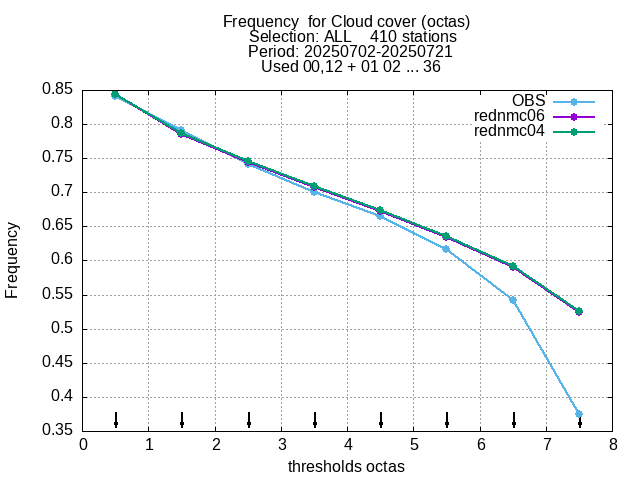 Frequency  for Cloud cover (octas)
Selection: ALL    410 stations
Period: 20250702-20250721
Used 00,12 + 01 02 ... 36
OBS
rednmc06
rednmc04
0.85
0.8
0.75
0.7
0.65
0.6
0.55
0.5
0.45
0.4
0.35
Frequency
0 1 2 3 4 5 6 7 8
thresholds octas